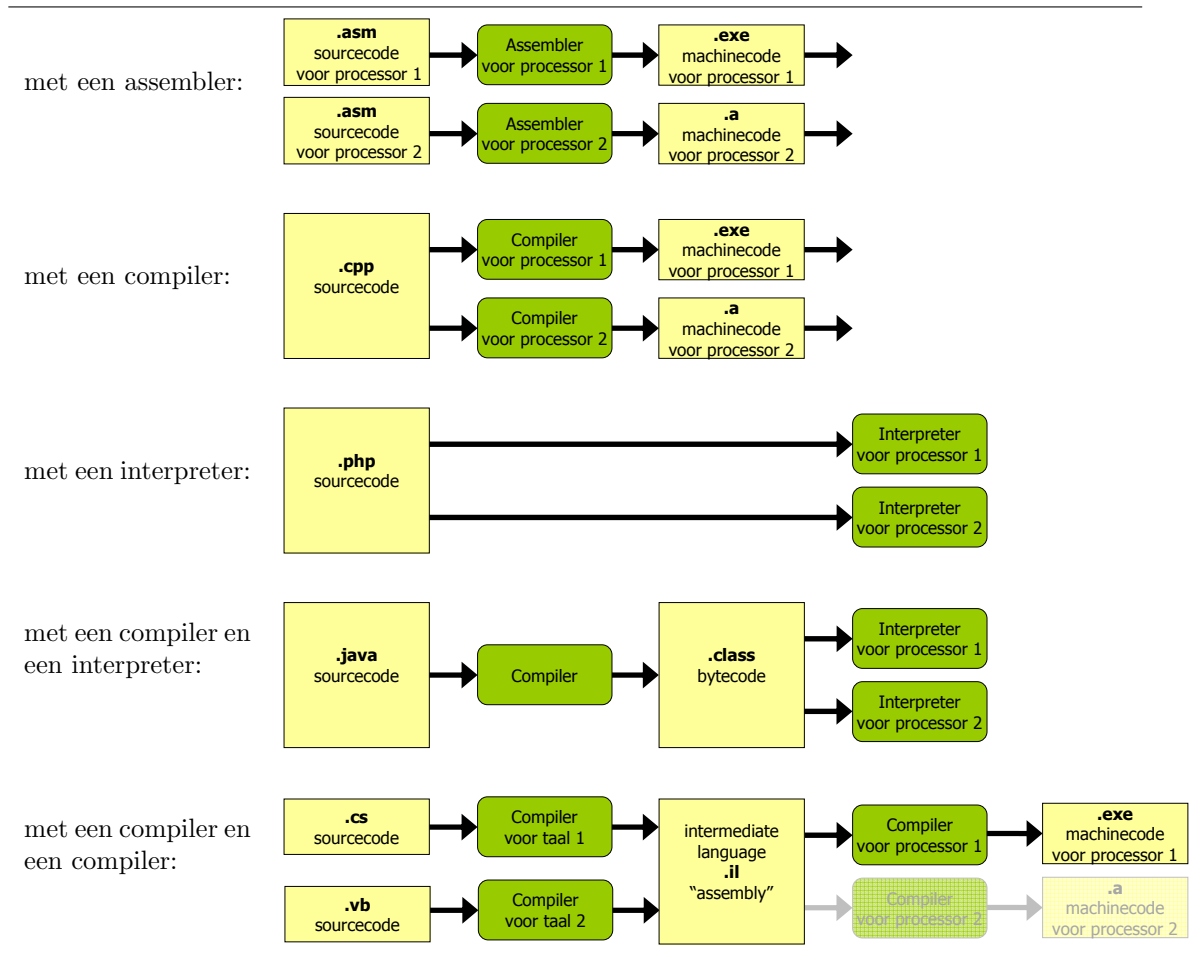 met een assembler:
.asm
sourcecode
voor processor 1
Assembler
voor processor 1
.exe
machinecode
voor processor 1
.asm
sourcecode
voor processor 2
Assembler
voor processor 2
.a
machinecode
voor processor 2
met een compiler:
.cpp
sourcecode
Compiler
voor processor 1
.exe
machinecode
voor processor 1
Compiler
voor processor 2
.a
machinecode
voor processor 2
met een interpreter:
.php
sourcecode
Interpreter
voor processor 1
Interpreter
voor processor 2
met een compiler en
een interpreter:
.java
sourcecode
Compiler
.class
bytecode
Interpreter
voor processor 1
Interpreter
voor processor 2
met een compiler en
een compiler:
.cs
sourcecode
Compiler
voor taal 1
.vb
sourcecode
Compiler
voor taal 2
intermediate
language
.il
“assembly”
Compiler
voor processor 1
.exe
machinecode
voor processor 1
Compiler
voor processor 2
.a
machinecode
voor processor 2